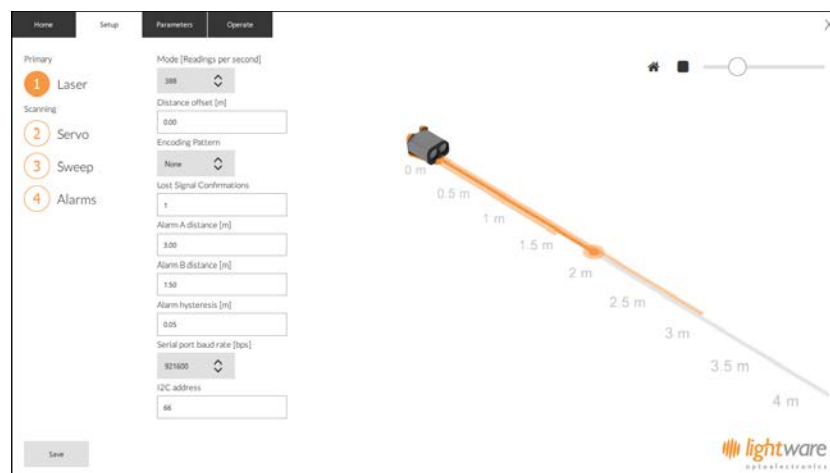 Home Setup Parameters Operate
Primary
1 Laser
Scanning
2 Servo
3 Sweep
4 Alarms
Mode [Readings per second]
388
Distance offset [m]
0.00
Encoding Pattern
None
Lost Signal Confirmations
1
Alarm A distance [m]
3.00
Alarm B distance [m]
1.50
Alarm hysteresis [m]
0.05
Serial port baud rate [bps]
921600
I2C address
66
Save
0 m
0.5 m
1 m
1.5 m
2 m
2 5 m
3 m
3.5 m
4 m
lightware
optoelectronics